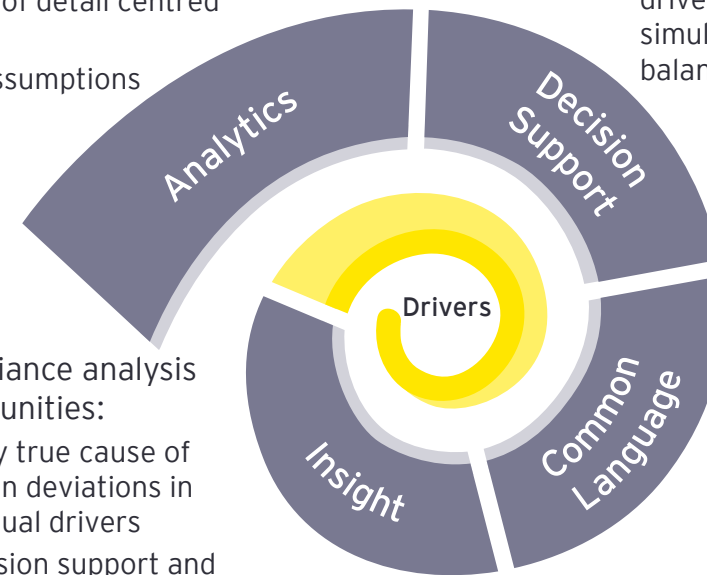 of detail centred
ssumptions
simul
balan
Analytics
Decision
Support
Drivers
Common
Language
Insight
iance analysis
unities:
y true cause of
n deviations in
ual drivers
sion support and